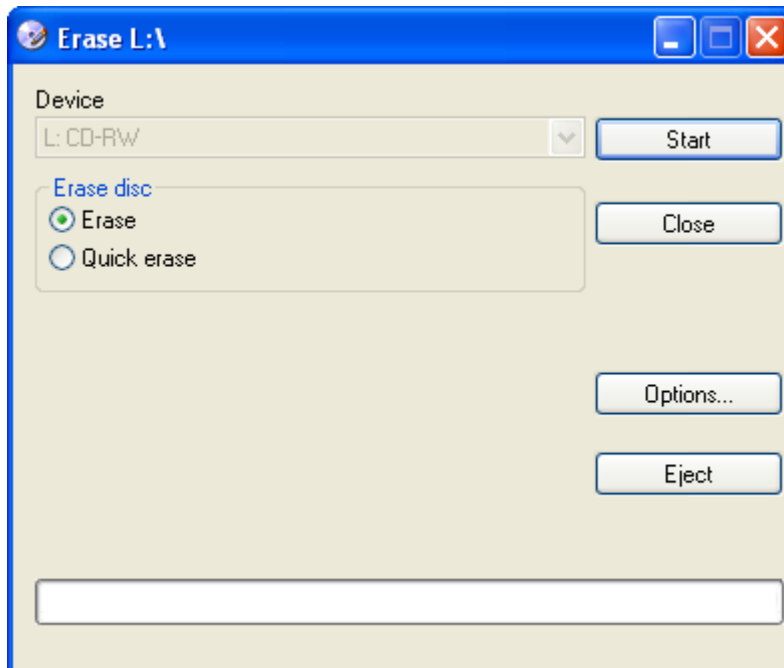 Erase L:\
Device
L: CD-RW
Start
Erase disc
Erase
Close
Quick erase
Options...
Eject